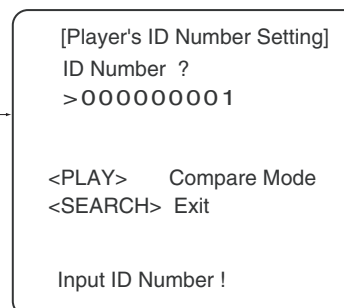 [Player's ID Number Setting]
ID Number ?
>000000001
<PLAY> Compare Mode
<SEARCH> Exit
Input ID Number !